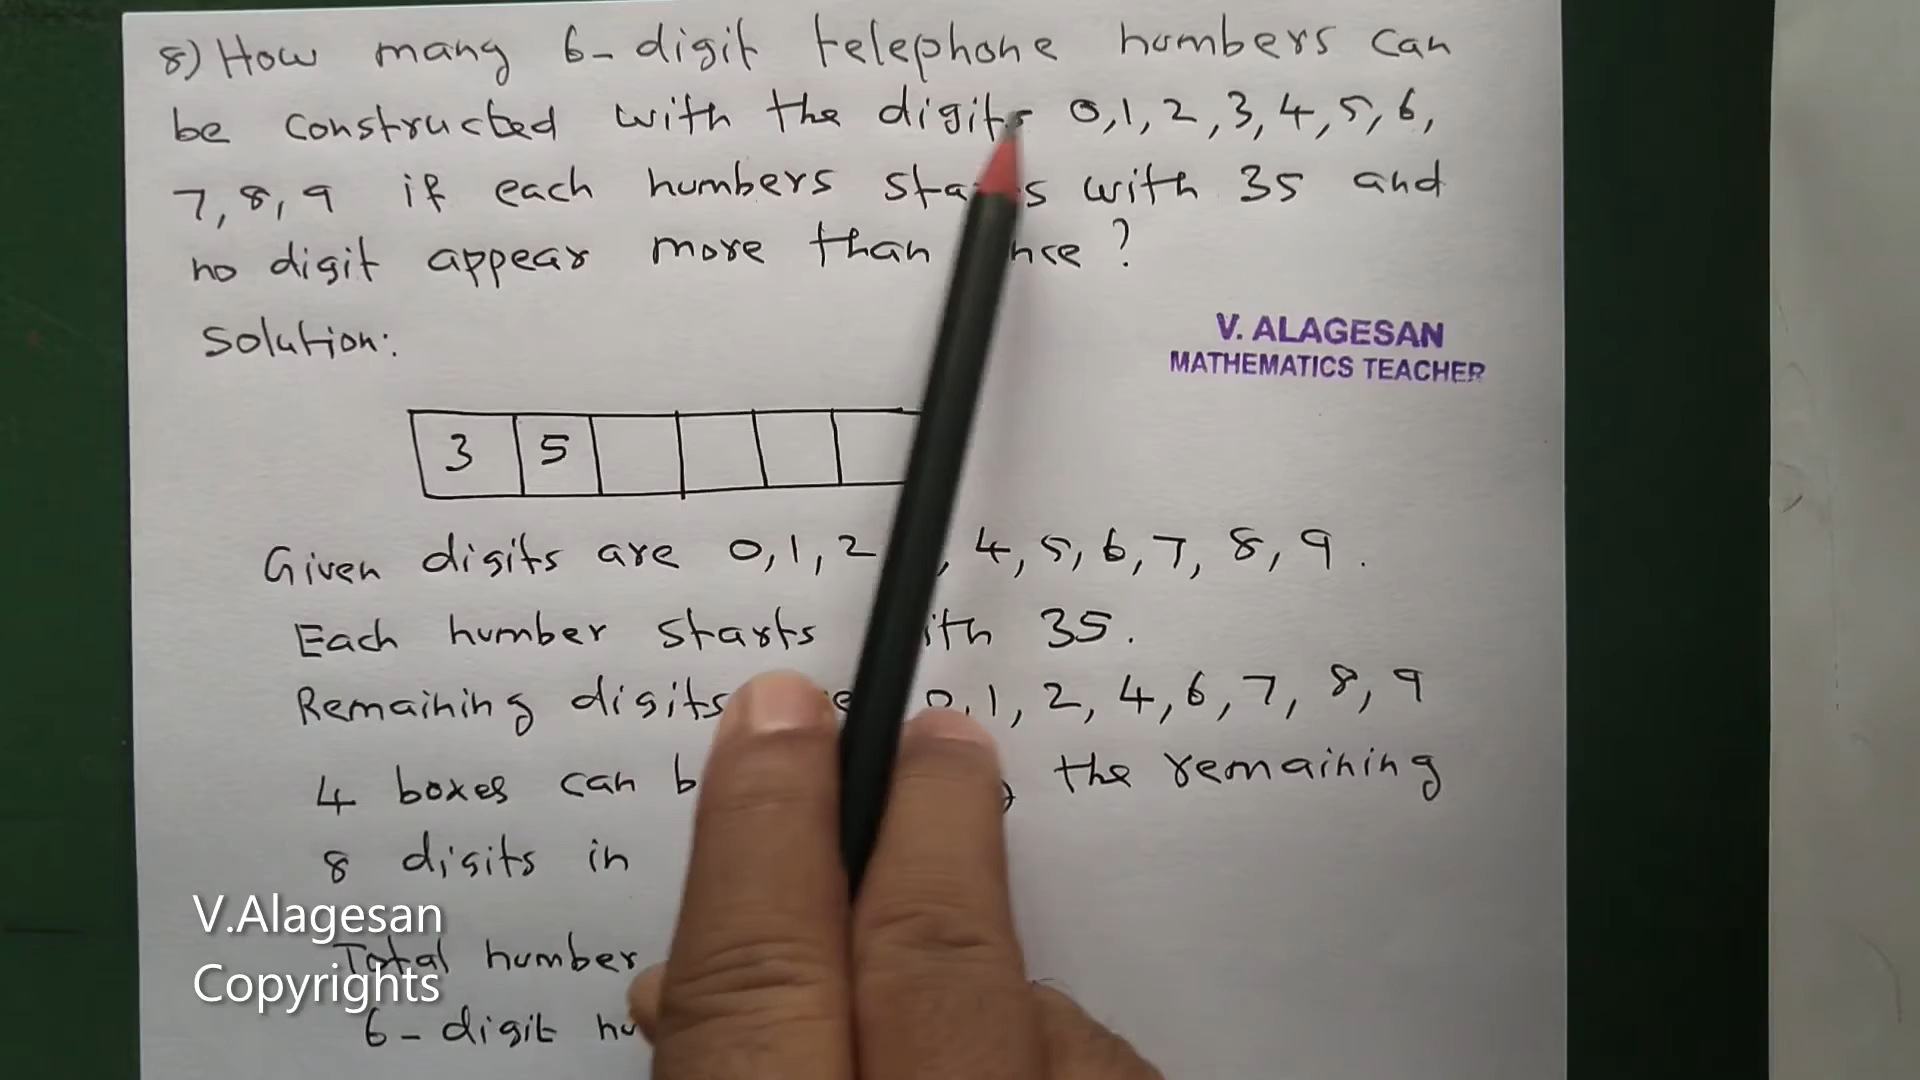 8) How many 6-digit telephone numbers can
be constructed with the digits 0,1,2,3,4,5,6,
7,8,9 if each numbers starts with 35 and
no digit appear more than once ?
Solution:
V. ALAGESAN
MATHEMATICS TEACHER
3 5
Given digits are 0,1,2 , 4,5,6,7,8,9.
Each number starts with 35.
Remaining digits 0,1,2,4,6,7,8,9
4 boxes can the remaining
8 digits in
V.Alagesan
Total number
Copyrights
6-digit